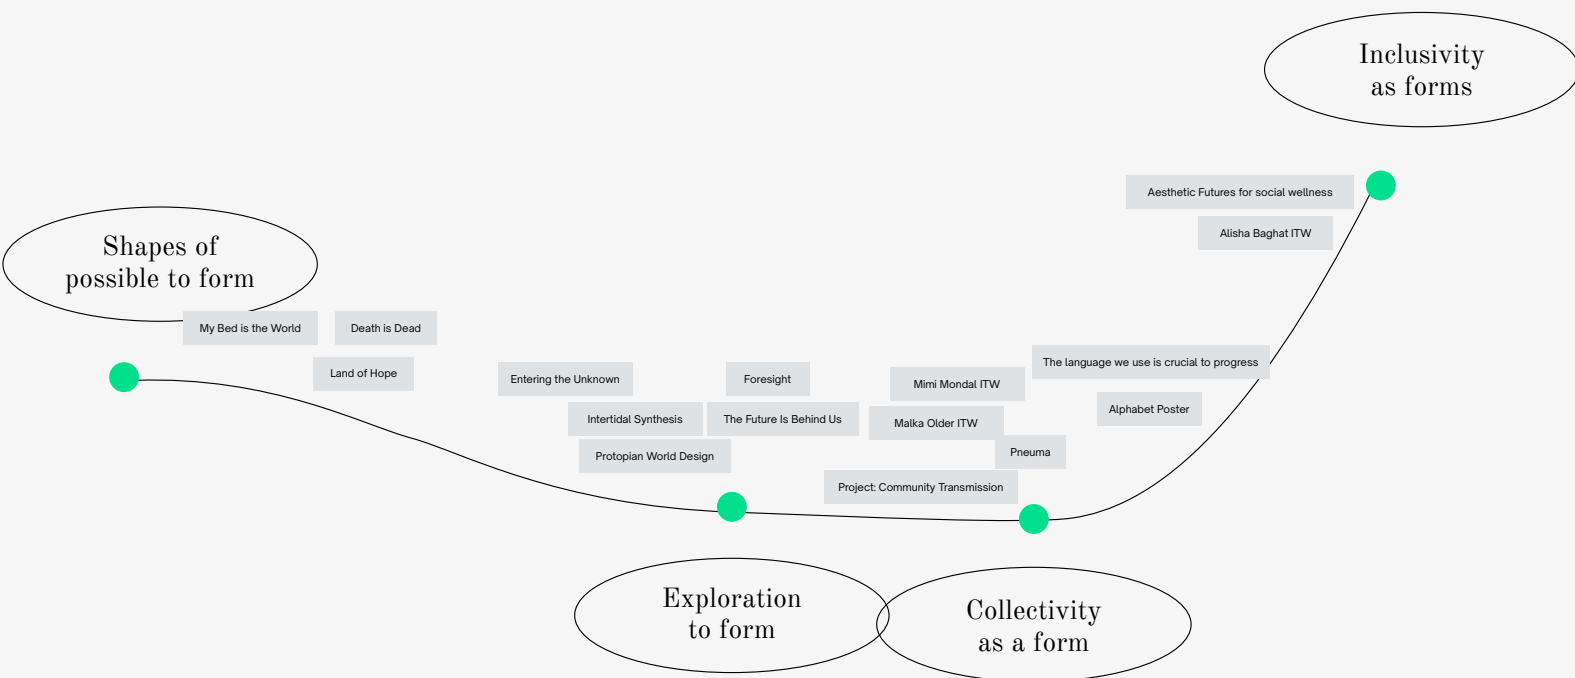 Inclusivity
as forms
Aesthetic Futures for social wellness
Alisha Baghat ITW
Shapes of
possible to form
My Bed is the World
Death is Dead
Land of Hope
Entering the Unknown
Foresight
Intertidal Synthesis
The Future Is Behind Us
Protopian World Design
Mimi Mondal ITW
Malka Older ITW
Pneuma
Project: Community Transmission
The language we use is crucial to progress
Alphabet Poster
Exploration
to form
Collectivity
as a form